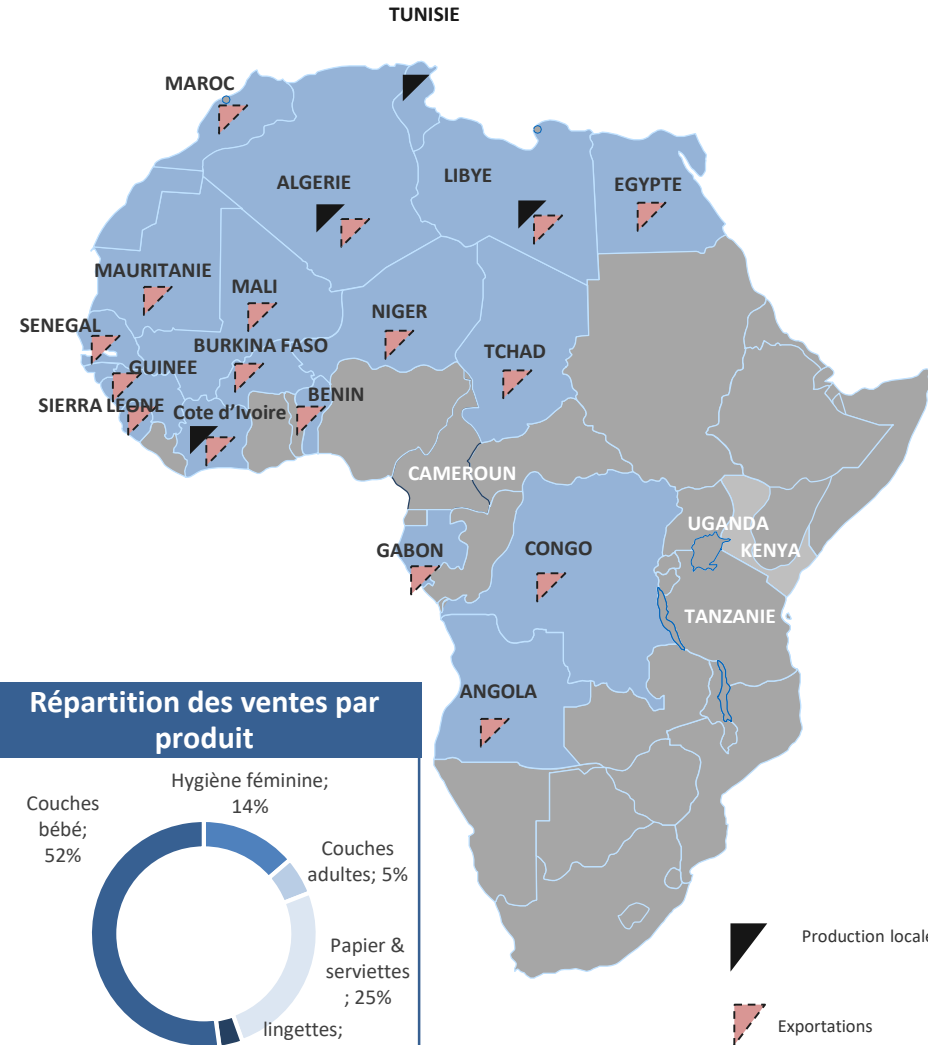 TUNISIE
MAROC
ALGERIE
LIBYE
EGYPTE
MAURITANIE
MALI
NIGER
SENEGAL
BURKINA FASO
TCHAD
GUINEE
BENIN
SIERRA LEONE
Cote d'Ivoire
CAMEROUN
UGANDA
GABON
CONGO
KENYA
TANZANIE
ANGOLA
Répartition des ventes par
produit
Hygiène féminine;
14%
Couches
bébé;
52%
Couches
adultes; 5%
Papier &
serviettes
; 25%
lingettes;
Production locale
Exportations